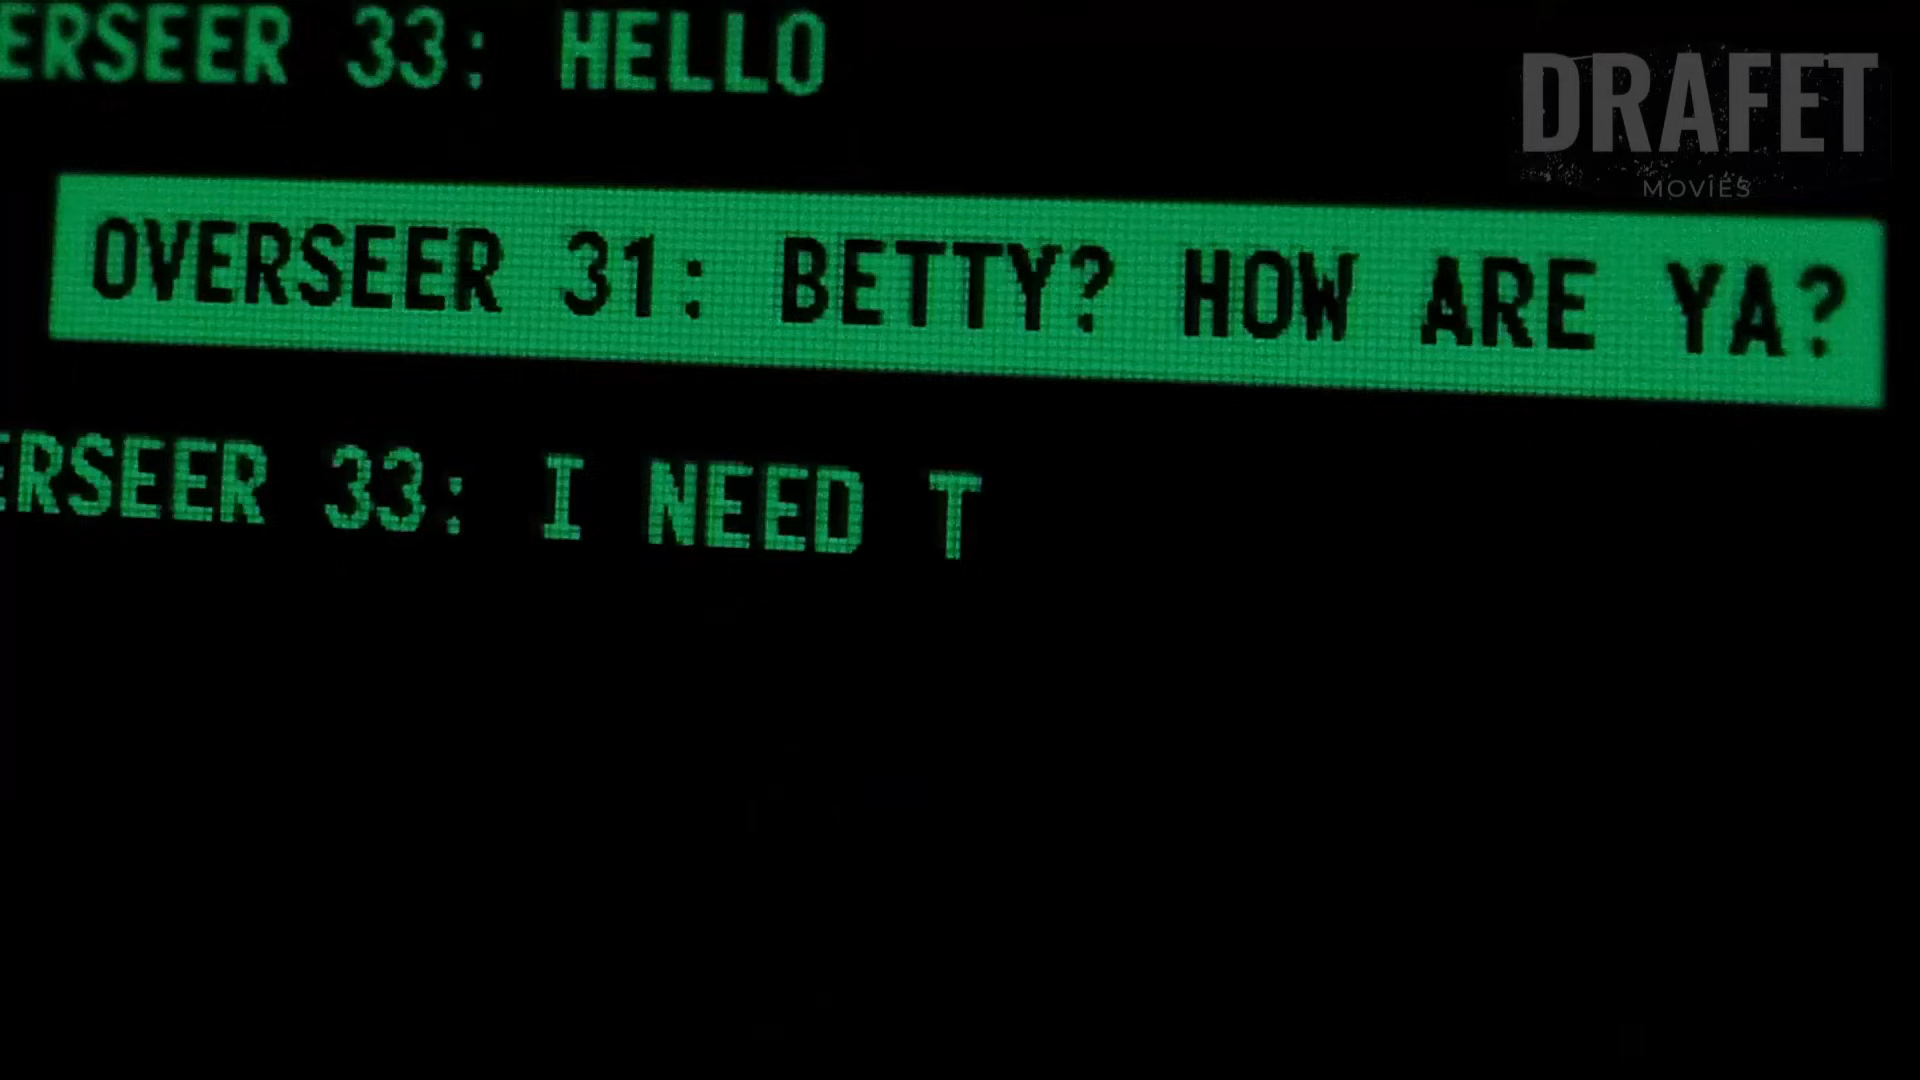 ERSEER 33: HELLO
DRAFET
MOVIES
OVERSEER 31: BETTY? HOW ARE YA?
ERSEER 33: I NEED T